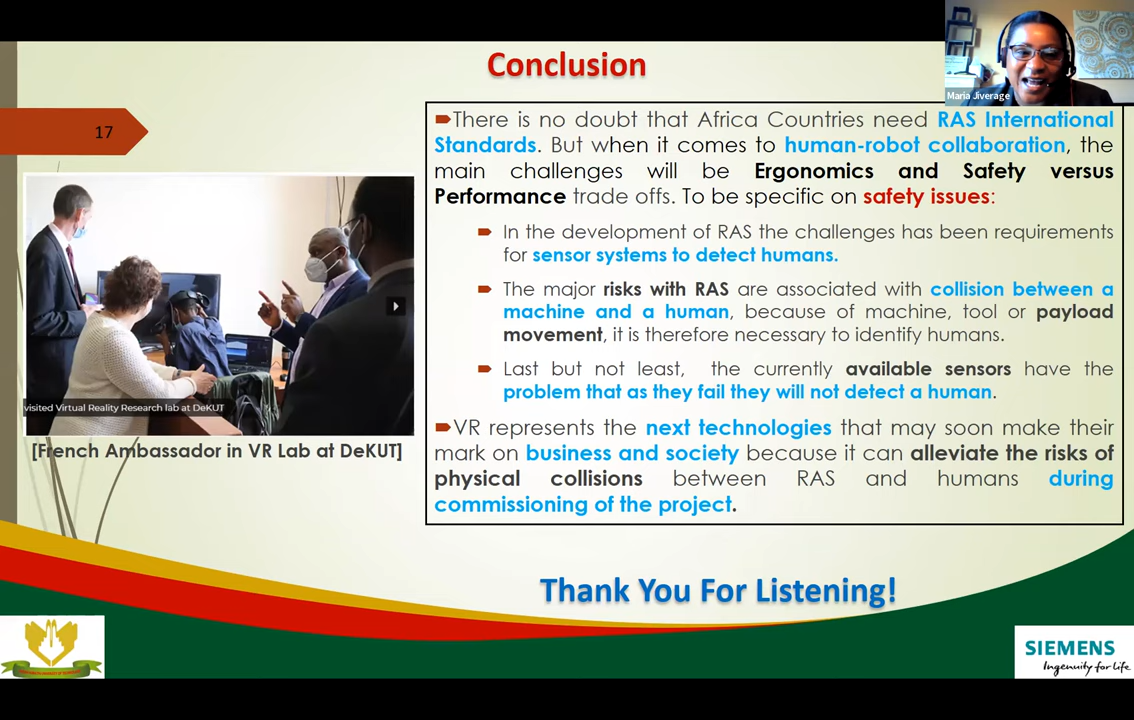 Conclusion
Maria Jiverage
17
There is no doubt that Africa Countries need RAS International
Standards. But when it comes to human-robot collaboration, the
main challenges will be Ergonomics and Safety versus
Performance trade offs. To be specific on safety issues:
In the development of RAS the challenges has been requirements
for sensor systems to detect humans.
The major risks with RAS are associated with collision between a
machine and a human, because of machine, tool or payload
movement, it is therefore necessary to identify humans.
Last but not least, the currently available sensors have the
problem that as they fail they will not detect a human.
VR represents the next technologies that may soon make their
mark on business and society because it can alleviate the risks of
physical collisions between RAS and humans during
commissioning of the project.
visited Virtual Reality Research lab at DeKUT
[French Ambassador in VR Lab at DeKUT]
Thank You For Listening!
SIEMENS
Ingenuity for life